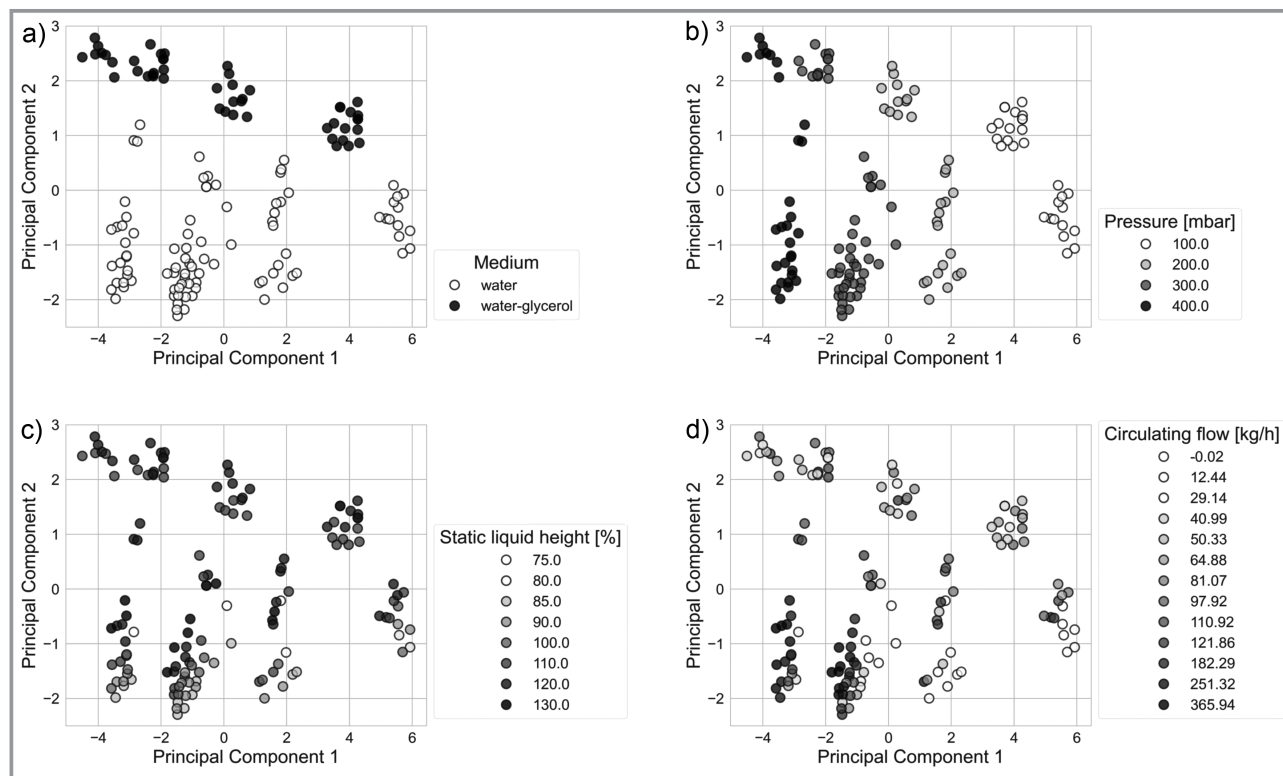 a)
3
2
1
0
−1
−2
Principal Component 2
−4 −2 0 2 4 6
Principal Component 1
Medium
water
water-glycerol
b)
3
2
1
0
−1
−2
Principal Component 2
−4 −2 0 2 4 6
Principal Component 1
Pressure [mbar]
100.0
200.0
300.0
400.0
c)
3
2
1
0
−1
−2
Principal Component 2
−4 −2 0 2 4 6
Principal Component 1
Static liquid height [%]
75.0
80.0
85.0
90.0
100.0
110.0
120.0
130.0
d)
3
2
1
0
−1
−2
Principal Component 2
−4 −2 0 2 4 6
Principal Component 1
Circulating flow [kg/h]
-0.02
12.44
29.14
40.99
50.33
64.88
81.07
97.92
110.92
121.86
182.29
251.32
365.94